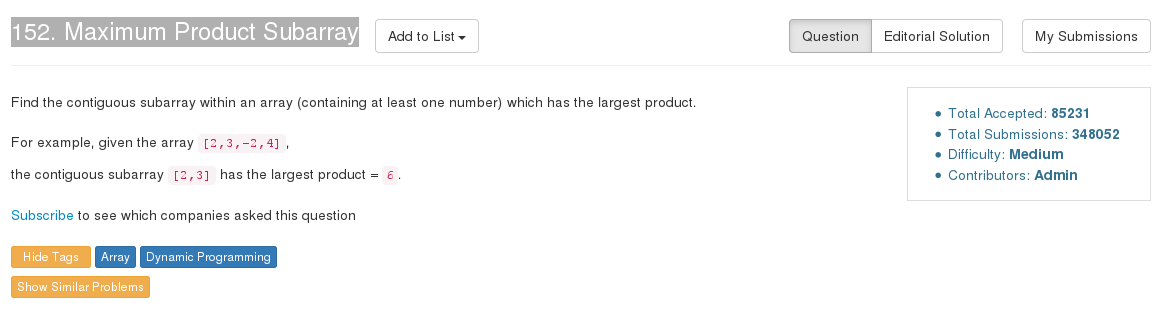 152. Maximum Product Subarray
Add to List
Question
Editorial Solution
My Submissions
Find the contiguous subarray within an array (containing at least one number) which has the largest product.
For example, given the array [2,3,-2,4],
the contiguous subarray [2,3] has the largest product = 6.
Subscribe to see which companies asked this question
Hide Tags Array Dynamic Programming
Show Similar Problems
Total Accepted: 85231
Total Submissions: 348052
Difficulty: Medium
Contributors: Admin